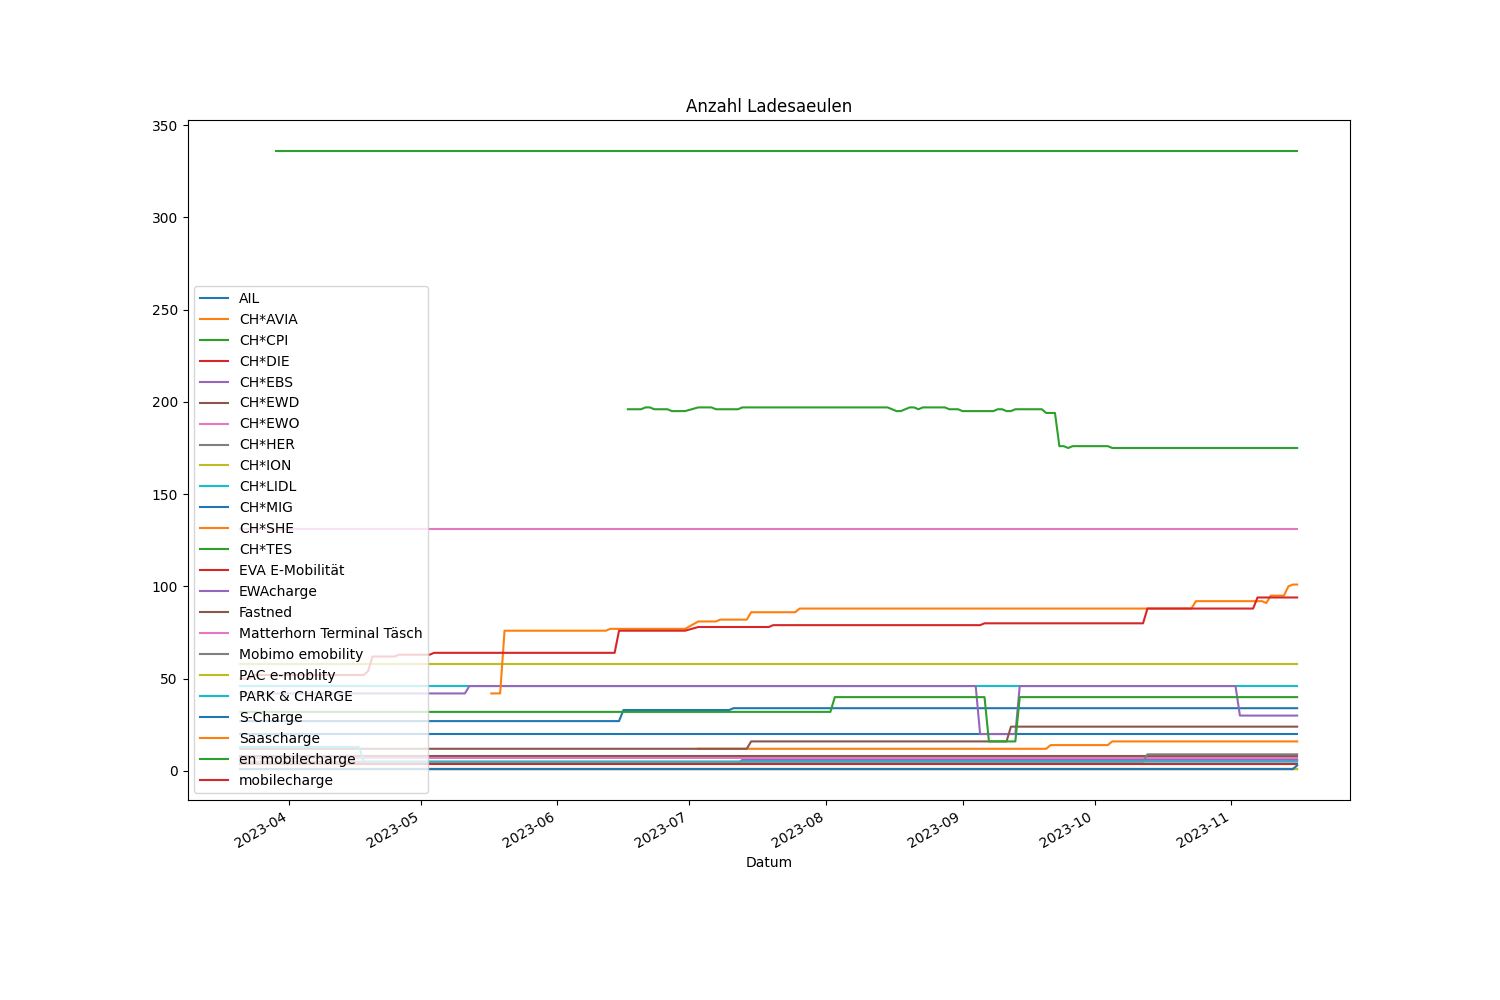 Anzahl Ladesaeulen
350
300
250
200
150
100
50
0
AIL
CH*AVIA
CH*CPI
CH*DIE
CH*EBS
CH*EWD
CH*EWO
CH*HER
CH*ION
CH*LIDL
CH*MIG
CH*SHE
CH*TES
EVA E-Mobilität
EWAcharge
Fastned
Matterhorn Terminal Täsch
Mobimo emobility
PAC e-moblity
PARK & CHARGE
S-Charge
Saascharge
en mobilecharge
mobilecharge
2023-04
2023-05
2023-06
2023-07
2023-08
2023-09
2023-10
2023-11
Datum